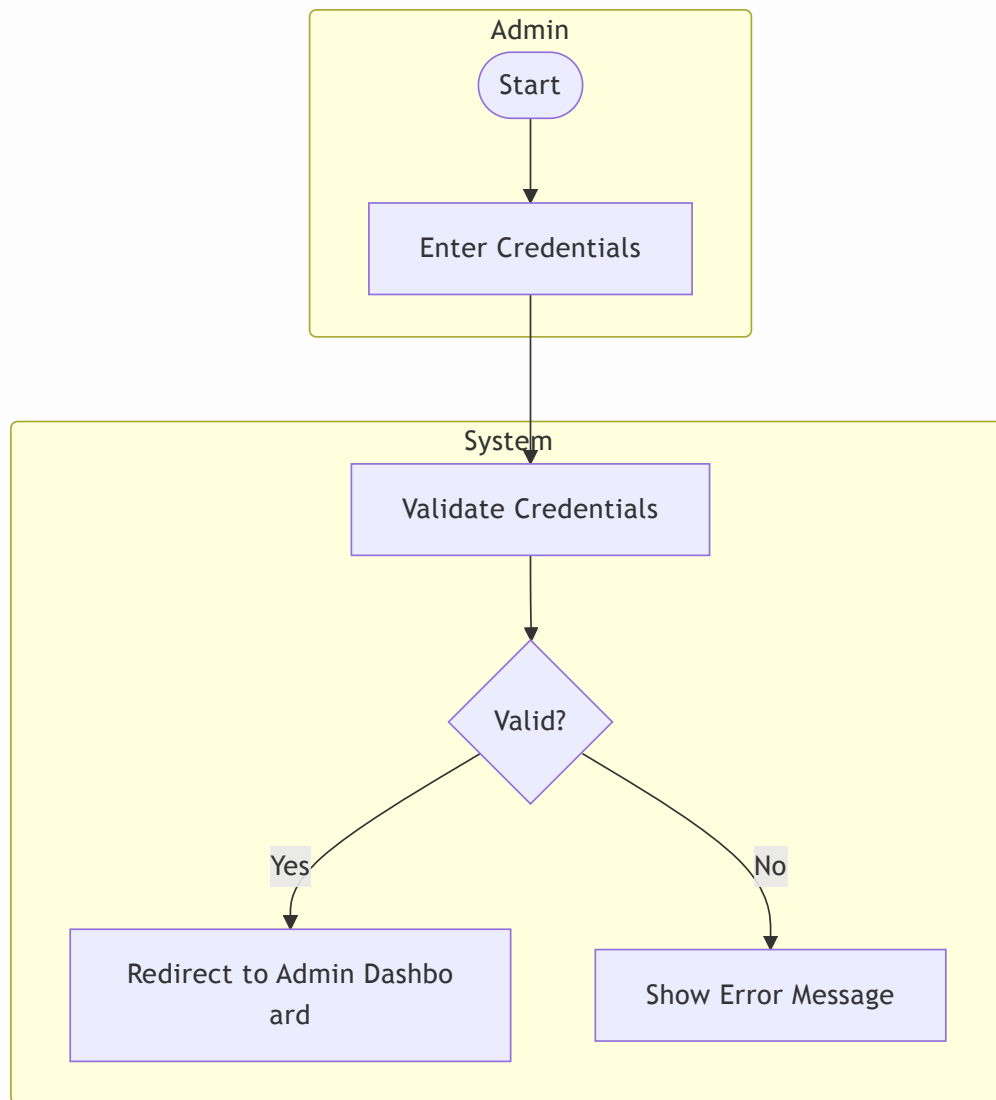 Admin
Start
Enter Credentials
System
Validate Credentials
Valid?
Yes
No
Redirect to Admin Dashbo
ard
Show Error Message